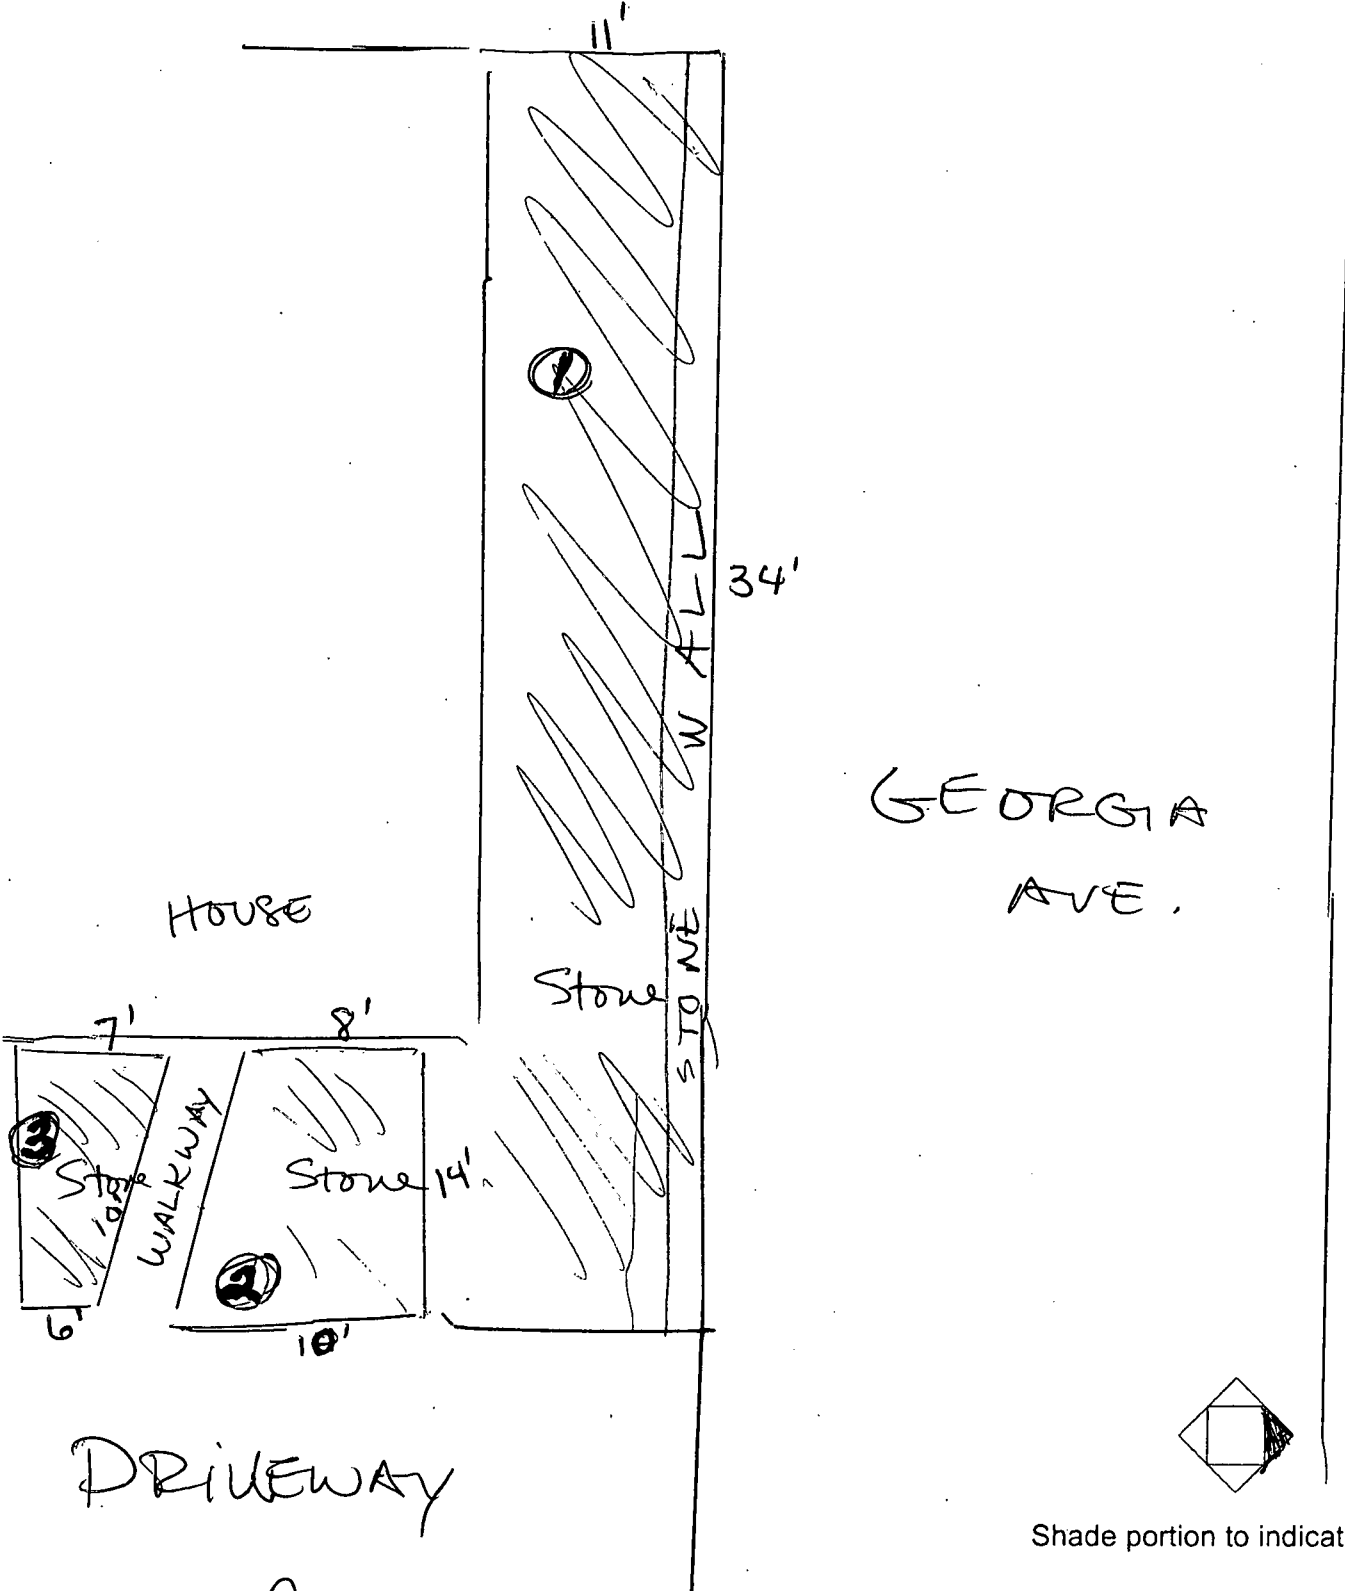 11'
1
STONE WALL
34'
GEORGIA
AVE.
HOUSE
Stone
7'
8'
3
Stone
WALKWAY
Stone
14'
2
6'
10'
DRIVEWAY
Shade portion to indicat